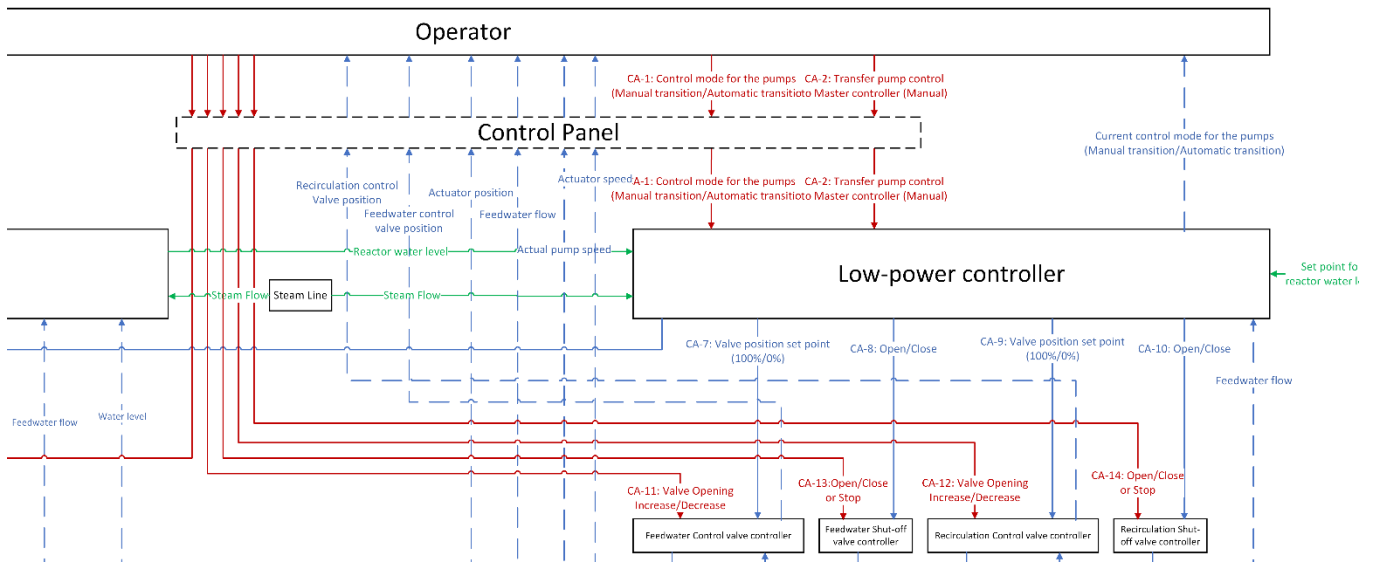 Operator
CA-1: Control mode for the pumps
(Manual transition/Automatic transitio
CA-2: Transfer pump control
to Master controller (Manual)
Control Panel
Current control mode for the pumps
(Manual transition/Automatic transition)
Recirculation control
Valve position
Feedwater control
valve position
Actuator position
Feedwater flow
Actual pump speed
Actuator speed
CA-1: Control mode for the pumps
(Manual transition/Automatic transitio
CA-2: Transfer pump control
to Master controller (Manual)
Reactor water level
Low-power controller
Set point fo
reactor water l
Steam Flow
Steam Line
Steam Flow
CA-7: Valve position set point
(100%/0%)
CA-8: Open/Close
CA-9: Valve position set point
(100%/0%)
CA-10: Open/Close
Feedwater flow
Feedwater flow
Water level
CA-11: Valve Opening
Increase/Decrease
CA-13:Open/Close
or Stop
CA-12: Valve Opening
Increase/Decrease
CA-14: Open/Close
or Stop
Feedwater Control valve controller
Feedwater Shut-off
valve controller
Recirculation Control valve controller
Recirculation Shut-
off valve controller